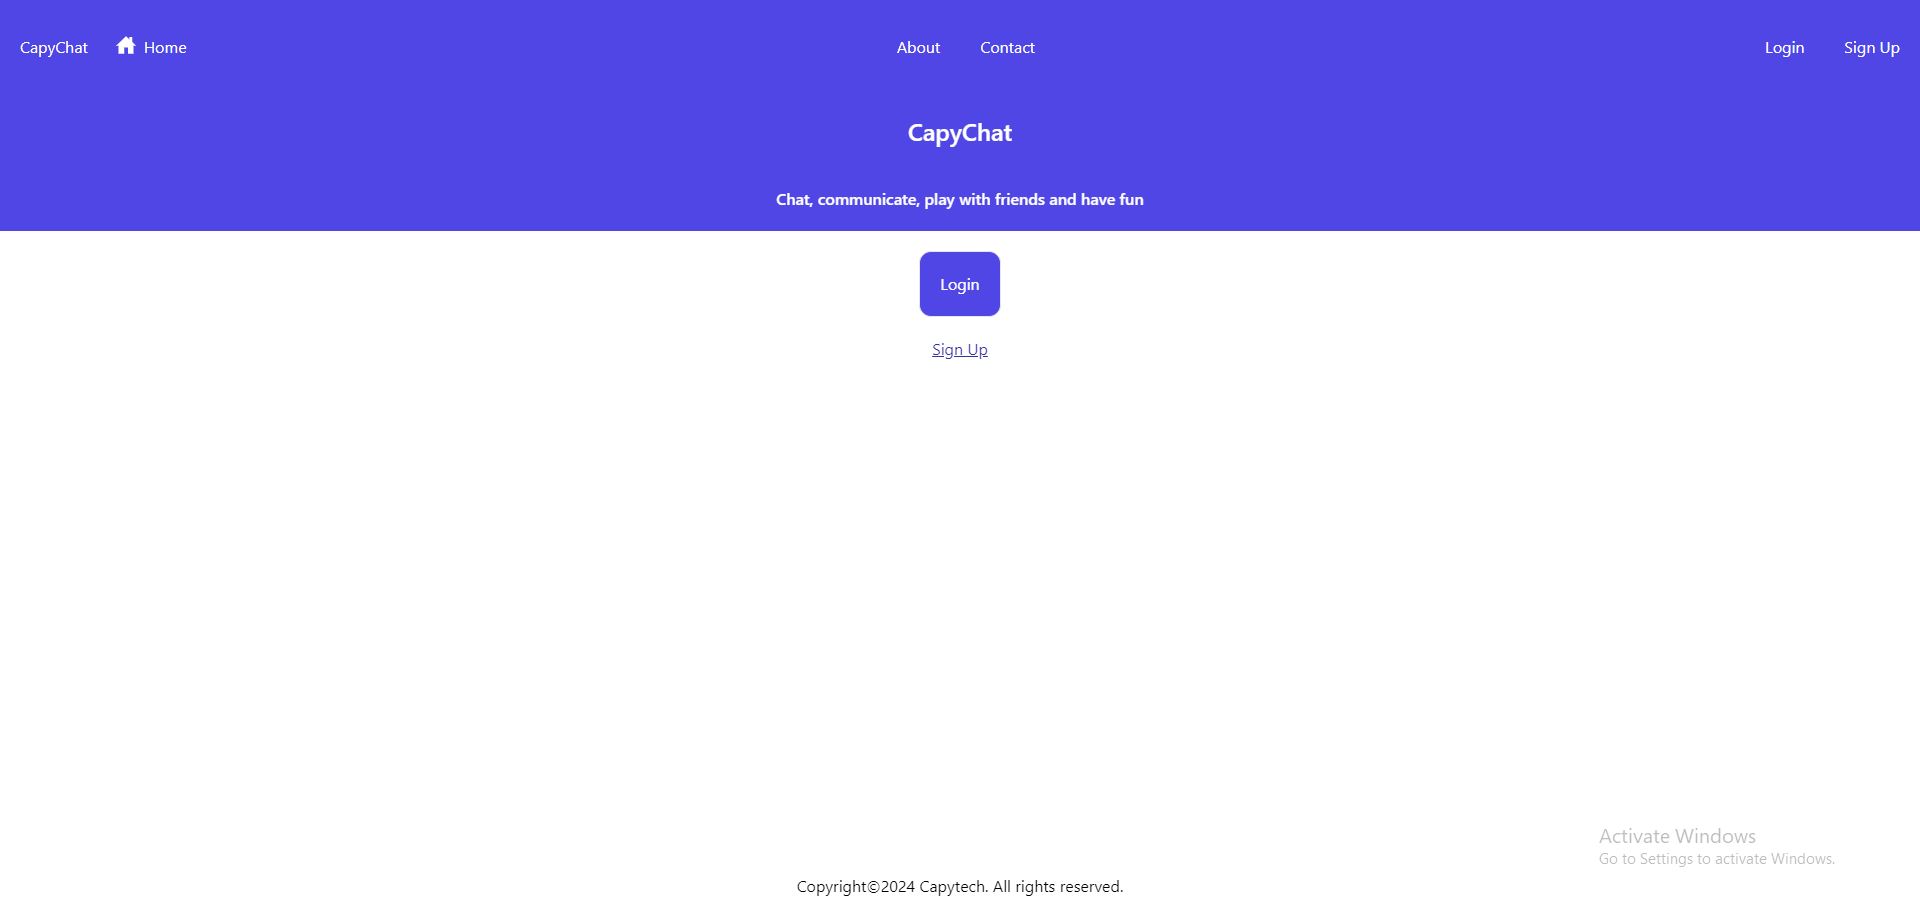 CapyChat Home About Contact Login Sign Up
CapyChat
Chat, communicate, play with friends and have fun
Login
Sign Up
Activate Windows
Go to Settings to activate Windows.
Copyright©2024 Capytech. All rights reserved.